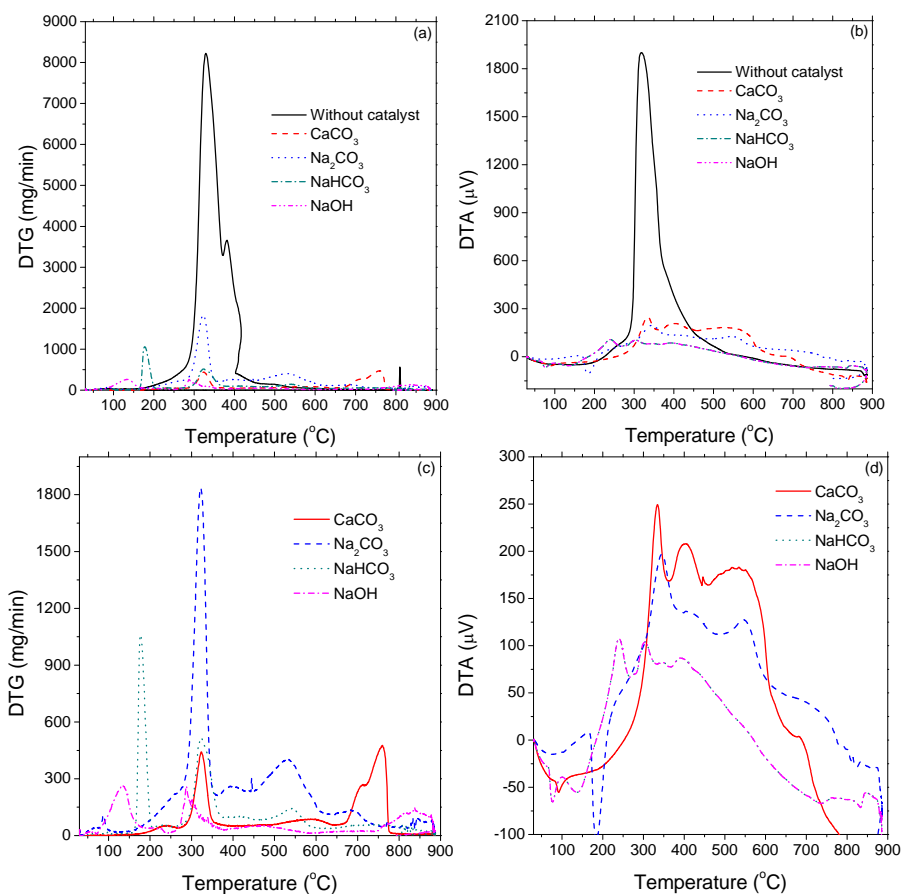 (a)
9000
8000
7000
6000
5000
4000
3000
2000
1000
0
DTG (mg/min)
Without catalyst
CaCO₃
Na₂CO₃
NaHCO₃
NaOH
100 200 300 400 500 600 700 800 900
Temperature (°C)
(b)
2100
1800
1500
1200
900
600
300
0
DTA (µV)
Without catalyst
CaCO₃
Na₂CO₃
NaHCO₃
NaOH
100 200 300 400 500 600 700 800 900
Temperature (°C)
(c)
1800
1500
1200
900
600
300
0
DTG (mg/min)
CaCO₃
Na₂CO₃
NaHCO₃
NaOH
100 200 300 400 500 600 700 800 900
Temperature (°C)
(d)
300
250
200
150
100
50
0
-50
-100
DTA (µV)
CaCO₃
Na₂CO₃
NaHCO₃
NaOH
100 200 300 400 500 600 700 800 900
Temperature (°C)